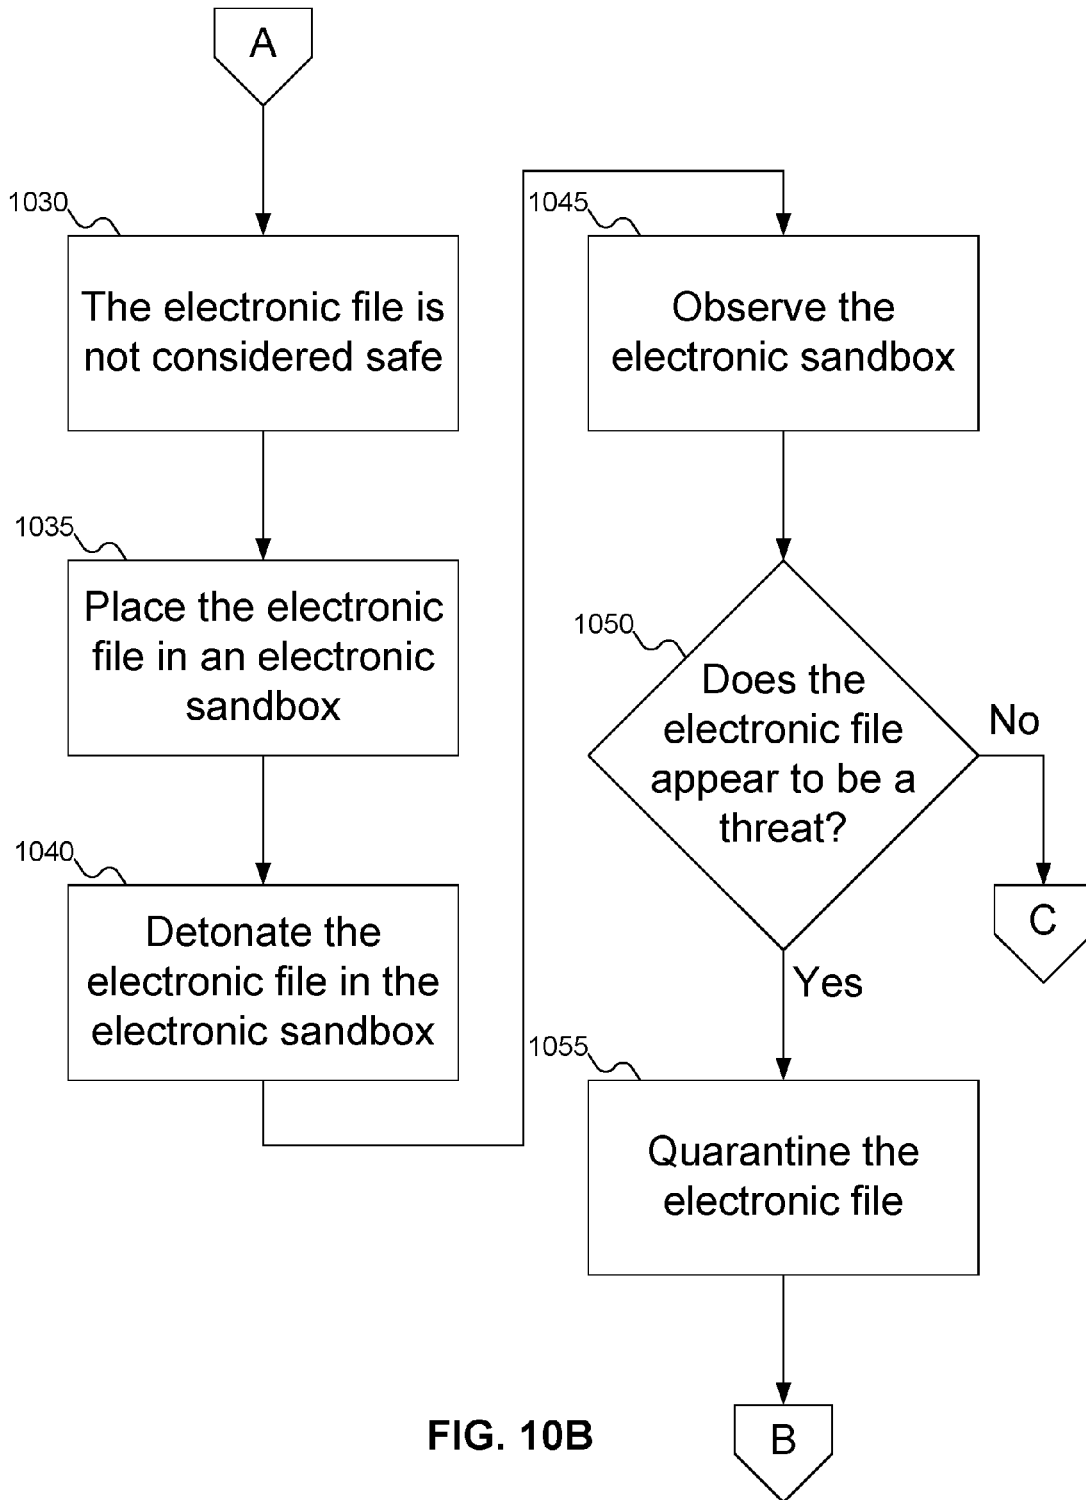 A
1030
The electronic file is
not considered safe
1035
Place the electronic
file in an electronic
sandbox
1040
Detonate the
electronic file in the
electronic sandbox
1045
Observe the
electronic sandbox
1050
Does the
electronic file
appear to be a
threat?
No
C
Yes
1055
Quarantine the
electronic file
B
FIG. 10B